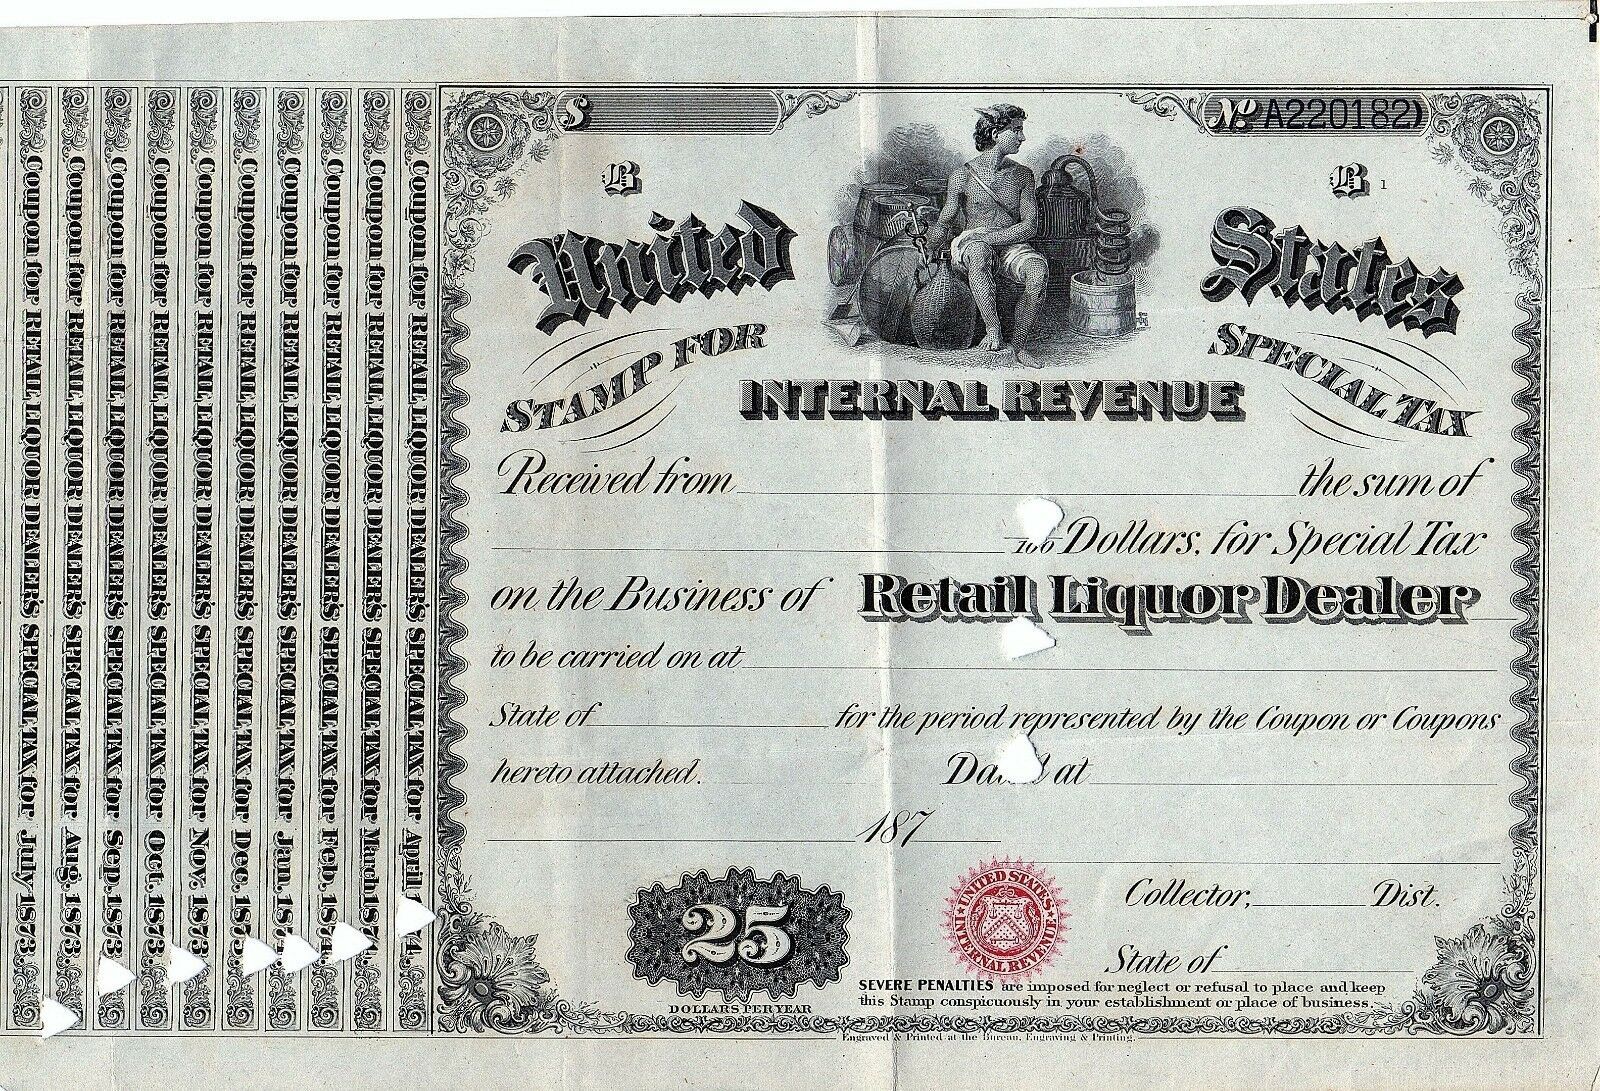 Coupon for RETAIL LIQUOR DEALER'S SPECIAL TAX for July 1873.
Coupon for RETAIL LIQUOR DEALER'S SPECIAL TAX for Aug. 1873.
Coupon for RETAIL LIQUOR DEALER'S SPECIAL TAX for Sep. 1873.
Coupon for RETAIL LIQUOR DEALER'S SPECIAL TAX for Oct. 1873.
Coupon for RETAIL LIQUOR DEALER'S SPECIAL TAX for Nov. 1873.
Coupon for RETAIL LIQUOR DEALER'S SPECIAL TAX for Dec. 1873
Coupon for RETAIL LIQUOR DEALER'S SPECIAL TAX for Jan. 187
Coupon for RETAIL LIQUOR DEALER'S SPECIAL TAX for Feb. 1874.
Coupon for RETAIL LIQUOR DEALER'S SPECIAL TAX for March 1874.
Coupon for RETAIL LIQUOR DEALER'S SPECIAL TAX for April 1 74.
$
No. A220182
B B 1
United States
STAMP FOR SPECIAL TAX
INTERNAL REVENUE
Received from the sum of
100 Dollars, for Special Tax
on the Business of Retail Liquor Dealer
to be carried on at
State of for the period represented by the Coupon or Coupons
hereto attached. Dated at
187
25
DOLLARS PER YEAR
UNITED STATES INTERNAL REVENUE
Collector, Dist.
State of
SEVERE PENALTIES are imposed for neglect or refusal to place and keep
this Stamp conspicuously in your establishment or place of business.
Engraved & Printed at the Bureau, Engraving & Printing.